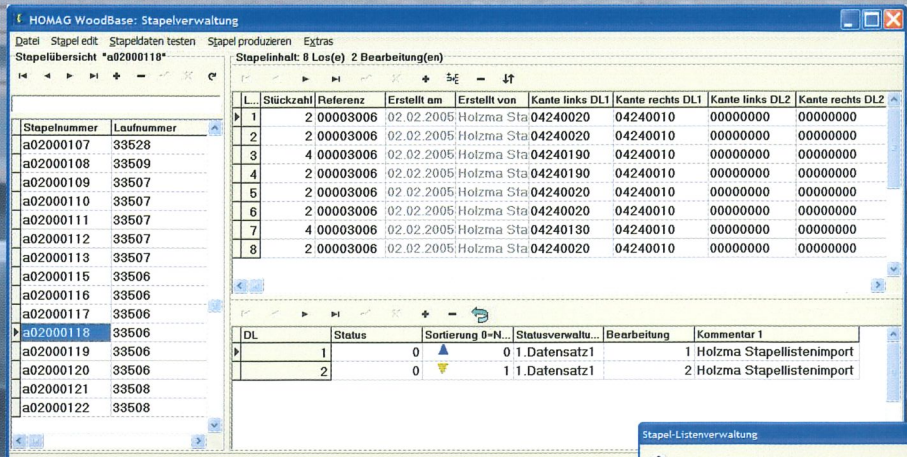 HOMAG WoodBase: Stapelverwaltung
Datei Stapel edit Stapeldaten testen Stapel produzieren Extras
Stapelübersicht "a02000118"
Stapelnummer Laufnummer
a02000107 33528
a02000108 33509
a02000109 33507
a02000110 33507
a02000111 33507
a02000112 33507
a02000113 33507
a02000115 33506
a02000116 33506
a02000117 33506
a02000118 33506
a02000119 33506
a02000120 33506
a02000121 33508
a02000122 33508
Stapelinhalt: 8 Los(e) 2 Bearbeitung(en)
L... Stückzahl Referenz Erstellt am Erstellt von Kante links DL1 Kante rechts DL1 Kante links DL2 Kante rechts DL2
1 2 00003006 02.02.2005 Holzma Sta 04240020 04240010 00000000 00000000
2 2 00003006 02.02.2005 Holzma Sta 04240020 04240010 00000000 00000000
3 4 00003006 02.02.2005 Holzma Sta 04240190 04240010 00000000 00000000
4 2 00003006 02.02.2005 Holzma Sta 04240190 04240010 00000000 00000000
5 2 00003006 02.02.2005 Holzma Sta 04240020 04240010 00000000 00000000
6 2 00003006 02.02.2005 Holzma Sta 04240020 04240010 00000000 00000000
7 4 00003006 02.02.2005 Holzma Sta 04240130 04240010 00000000 00000000
8 2 00003006 02.02.2005 Holzma Sta 04240020 04240010 00000000 00000000
DL Status Sortierung 0=N... Statusverwaltu... Bearbeitung Kommentar 1
1 0 0 1.Datensatz1 1 Holzma Stapellistenimport
2 0 1 1.Datensatz1 2 Holzma Stapellistenimport
Stapel-Listenverwaltung